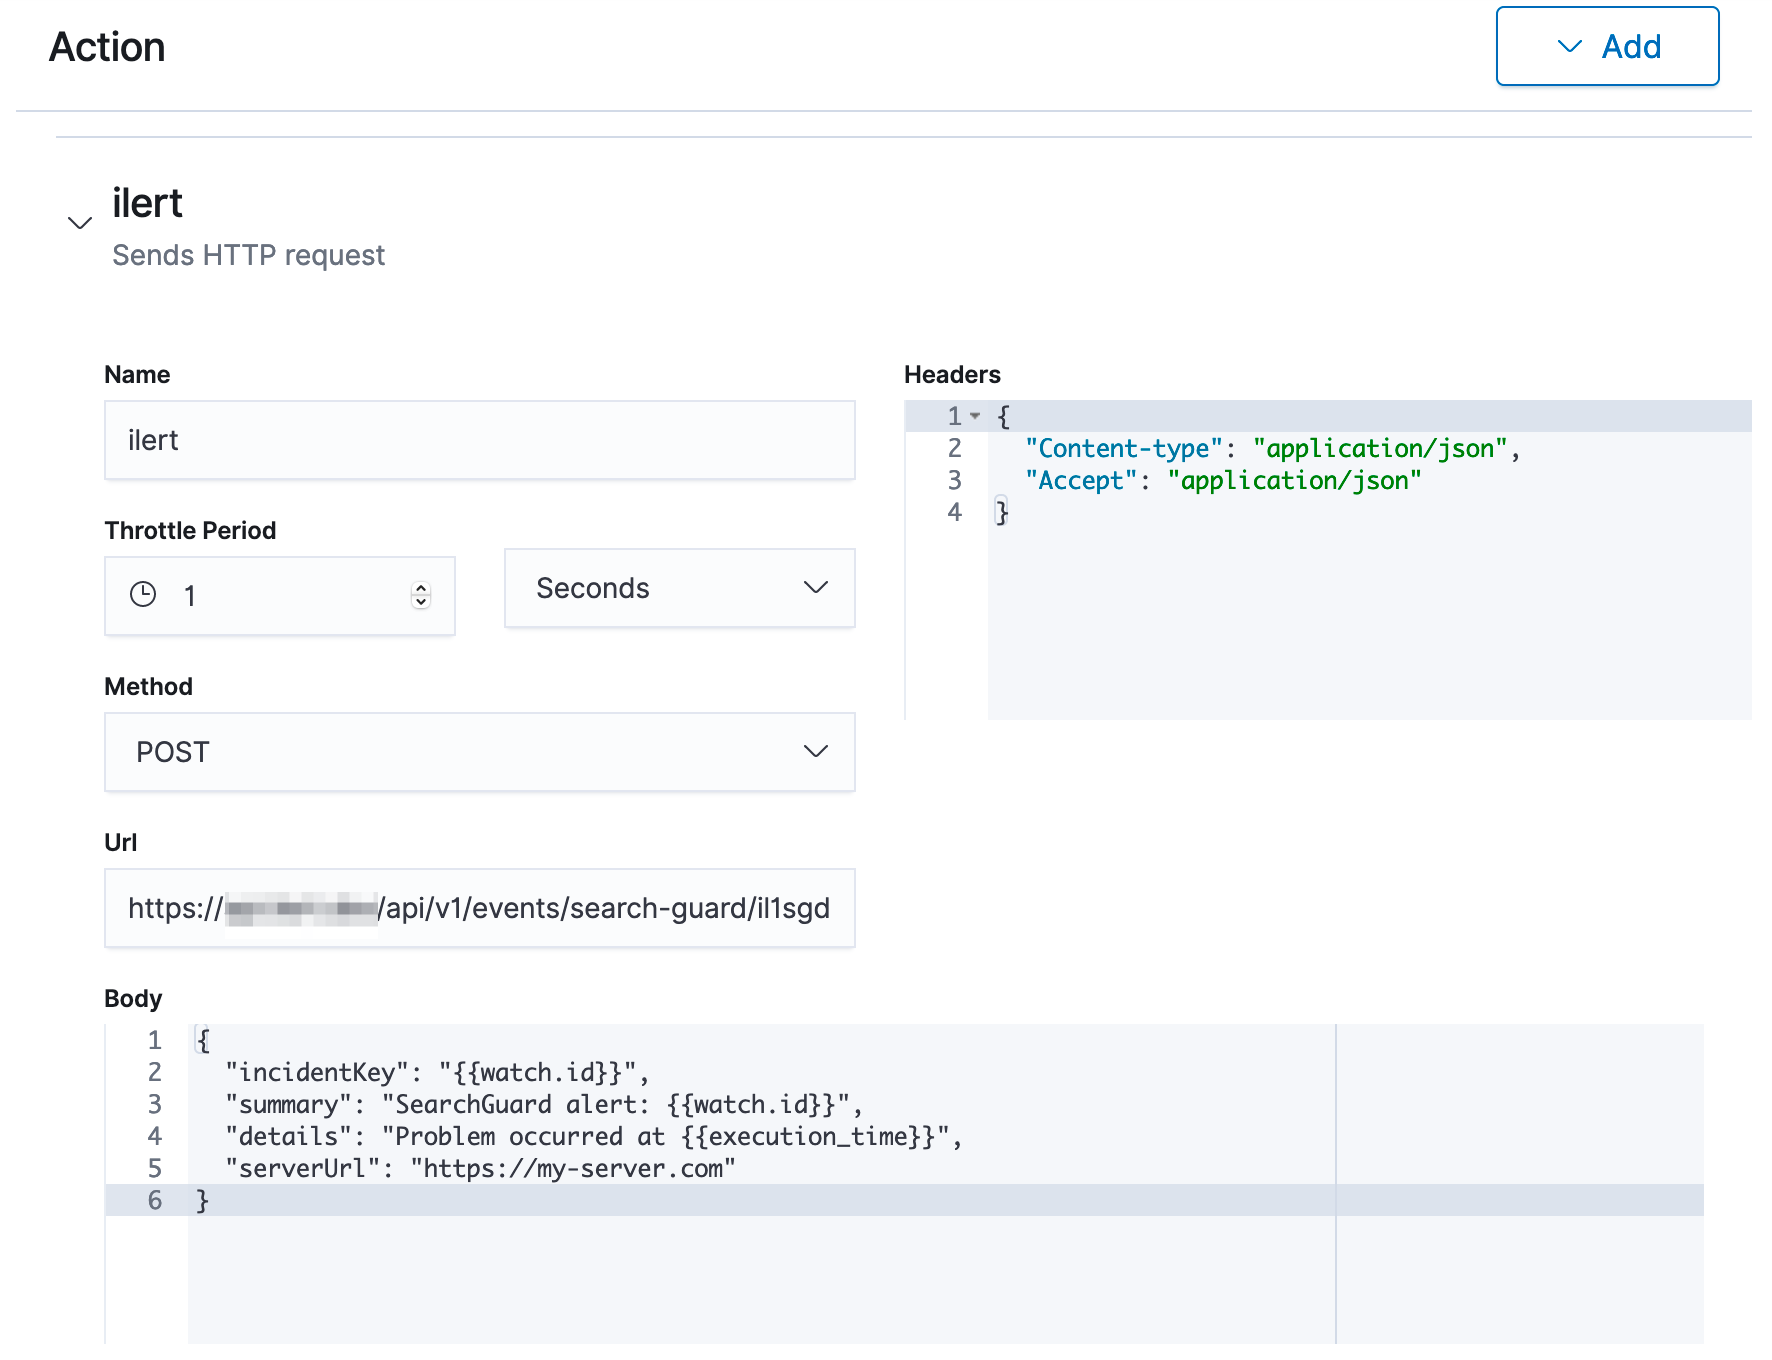 Action
Add
ilert
Sends HTTP request
Name
ilert
Throttle Period
1
Seconds
Method
POST
Url
https:// /api/v1/events/search-guard/il1sgd
Headers
1 {
2 "Content-type": "application/json",
3 "Accept": "application/json"
4 }
Body
1 {
2 "incidentKey": "{{watch.id}}",
3 "summary": "SearchGuard alert: {{watch.id}}",
4 "details": "Problem occurred at {{execution_time}}",
5 "serverUrl": "https://my-server.com"
6 }